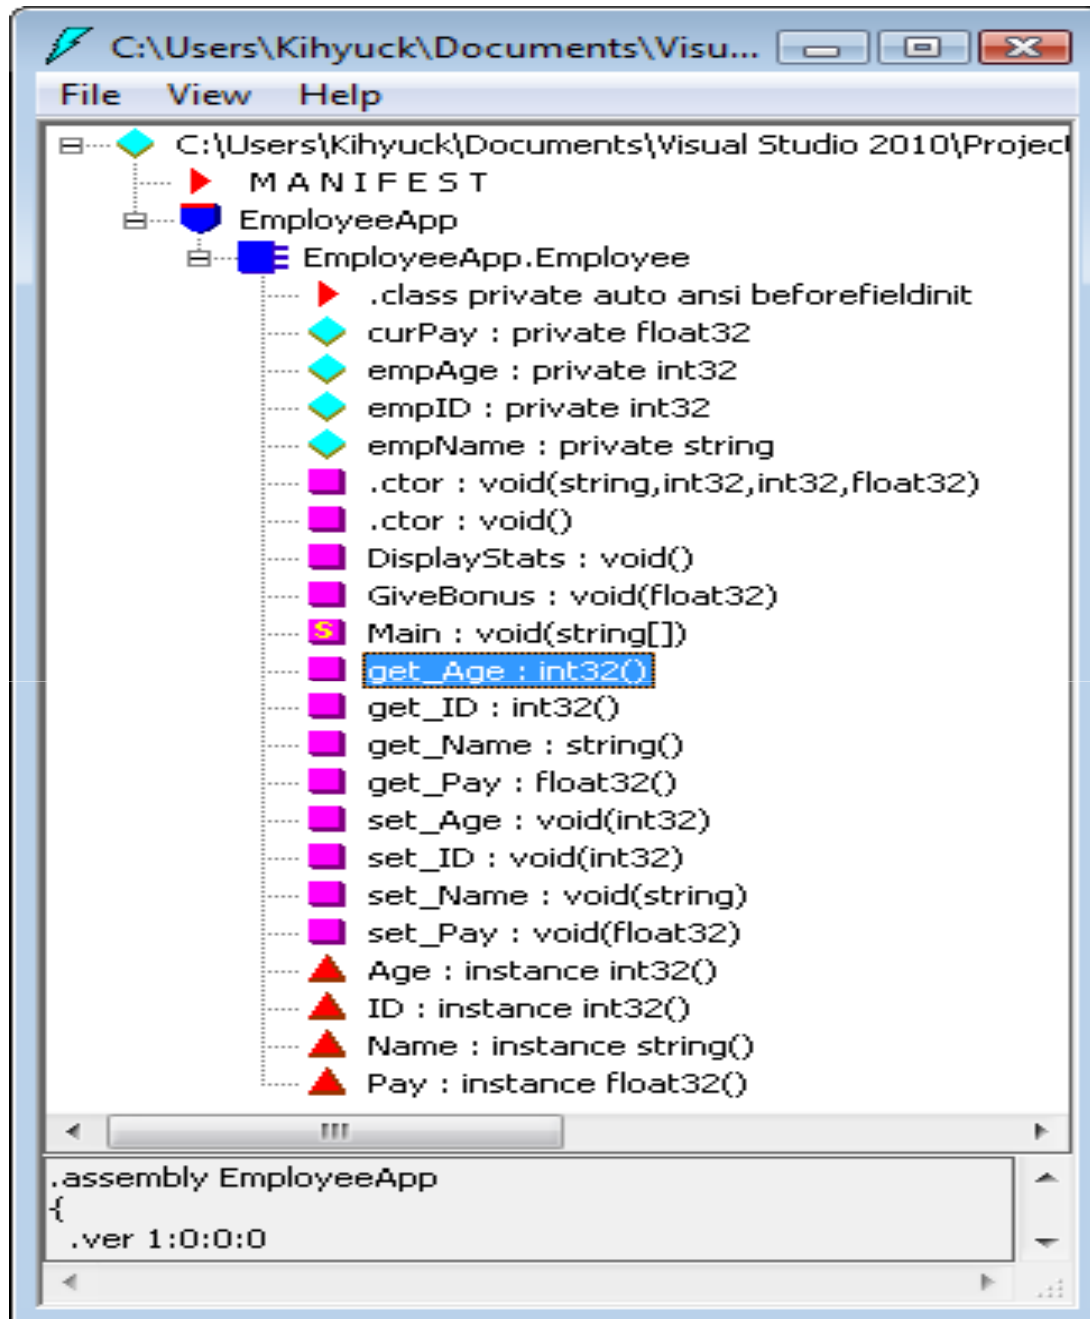 C:\Users\Kihyuck\Documents\Visu...
File View Help
C:\Users\Kihyuck\Documents\Visual Studio 2010\Project
M A N I F E S T
EmployeeApp
EmployeeApp.Employee
.class private auto ansi beforefieldinit
curPay : private float32
empAge : private int32
empID : private int32
empName : private string
.ctor : void(string,int32,int32,float32)
.ctor : void()
DisplayStats : void()
GiveBonus : void(float32)
S Main : void(string[])
get_Age : int32()
get_ID : int32()
get_Name : string()
get_Pay : float32()
set_Age : void(int32)
set_ID : void(int32)
set_Name : void(string)
set_Pay : void(float32)
Age : instance int32()
ID : instance int32()
Name : instance string()
Pay : instance float32()
.assembly EmployeeApp
{
.ver 1:0:0:0